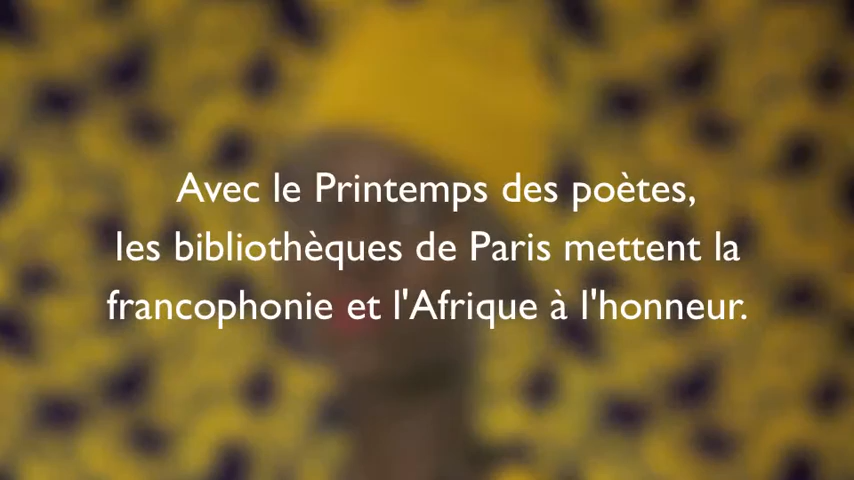 Avec le Printemps des poètes,
les bibliothèques de Paris mettent la
francophonie et l'Afrique à l'honneur.